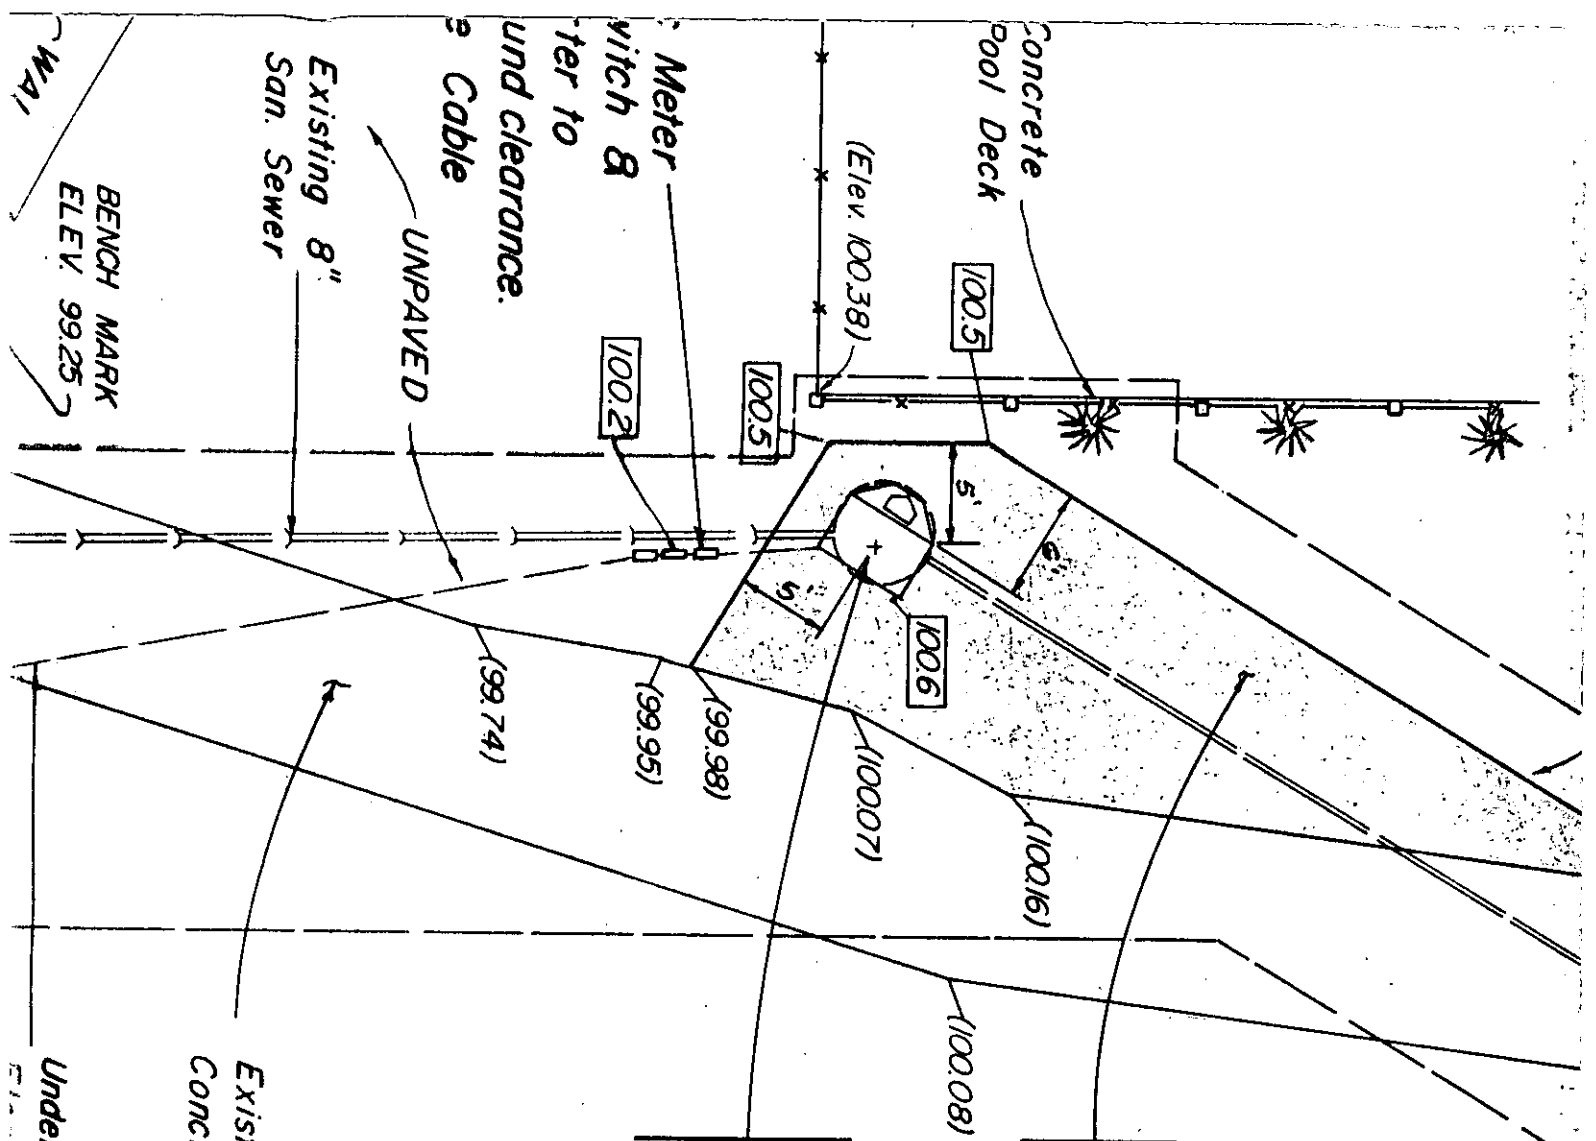 Concrete
Pool Deck
(Elev. 100.38)
100.5
Meter
witch &
ter to
und clearance.
Cable
100.5
100.2
UNPAVED
Existing 8"
San. Sewer
BENCH MARK
ELEV. 99.25
WAI
5'
6'
5'
100.6
(99.74)
(99.95)
(99.98)
(100.07)
(100.16)
(100.08)
Exis
Conc
Unde